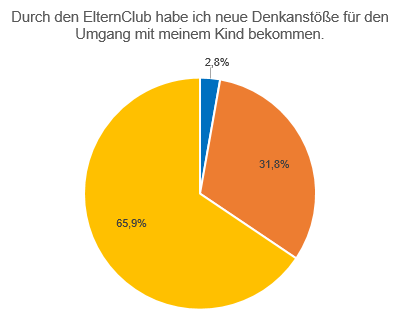 Durch den ElternClub habe ich neue Denkanstöße für den
Umgang mit meinem Kind bekommen.
2,8%
31,8%
65,9%